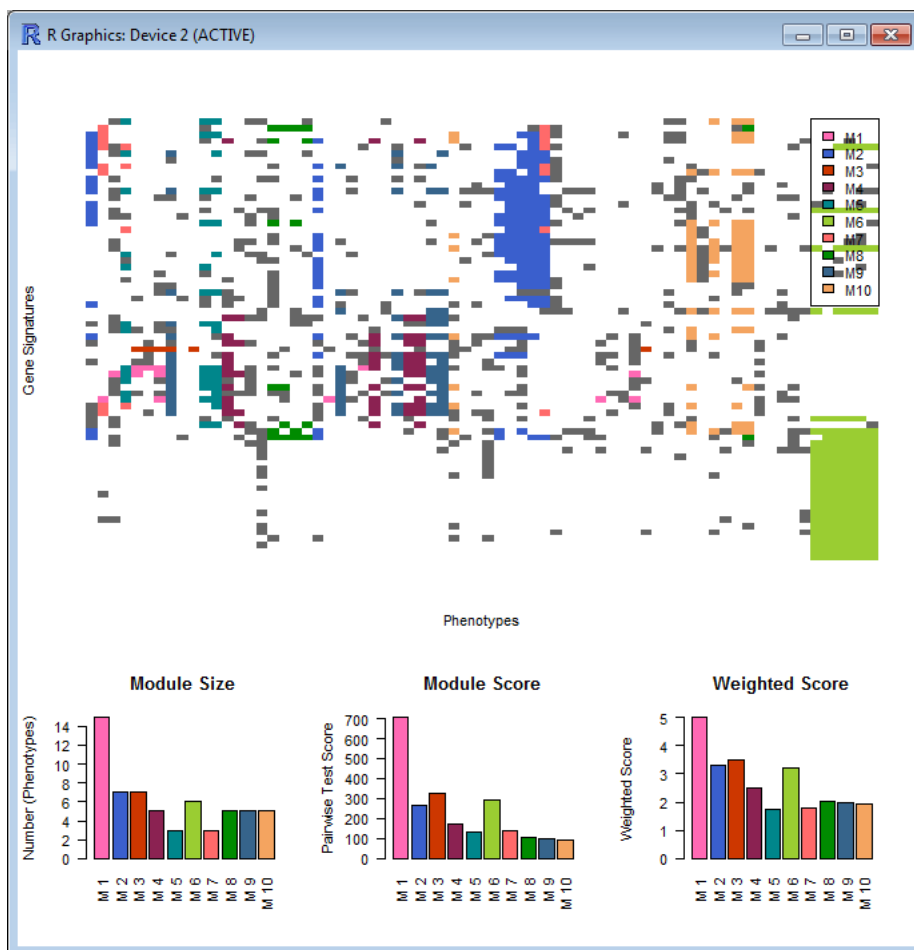 R R Graphics: Device 2 (ACTIVE)
Gene Signatures
M1
M2
M3
M4
M5
M6
M7
M8
M9
M10
Phenotypes
Module Size
Number (Phenotypes)
14
12
10
8
6
4
2
0
M 1
M 2
M 3
M 4
M 5
M 6
M 7
M 8
M 9
M 10
Module Score
Pairwise Test Score
700
600
500
400
300
200
100
0
M 1
M 2
M 3
M 4
M 5
M 6
M 7
M 8
M 9
M 10
Weighted Score
Weighted Score
5
4
3
2
1
0
M 1
M 2
M 3
M 4
M 5
M 6
M 7
M 8
M 9
M 10